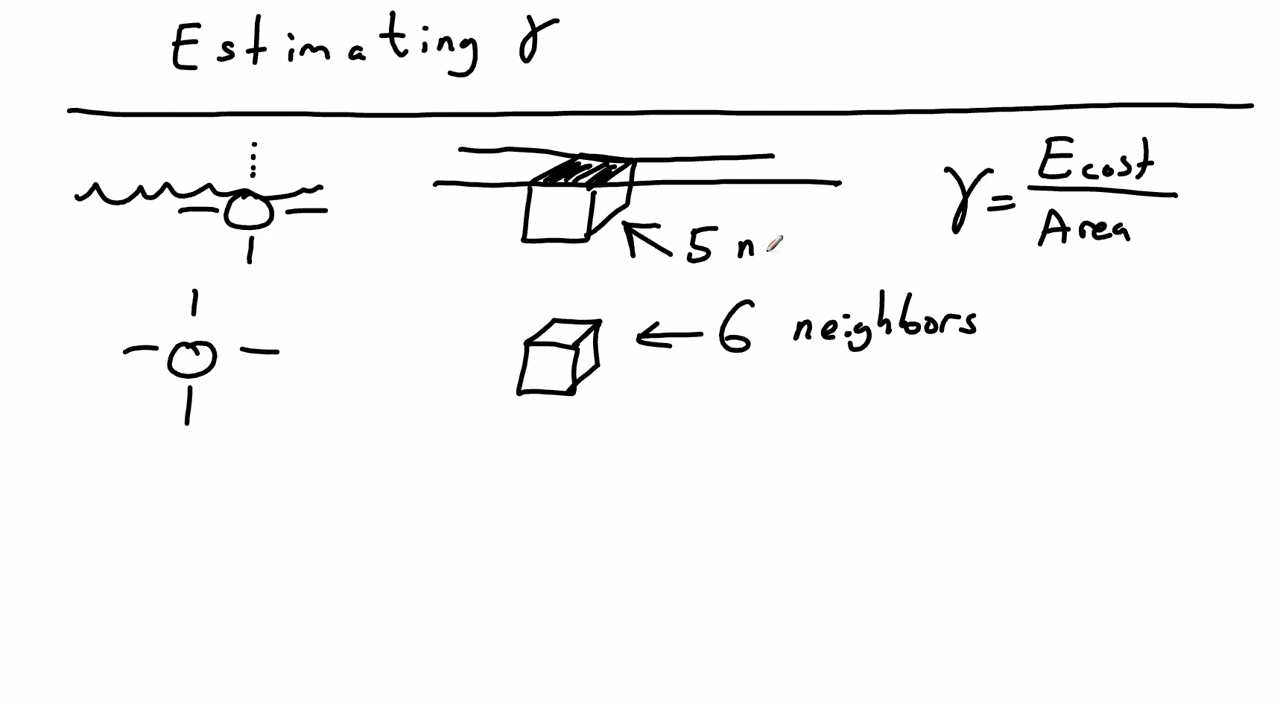 Estimating γ
γ = Ecost / Area
5 n
6 neighbors